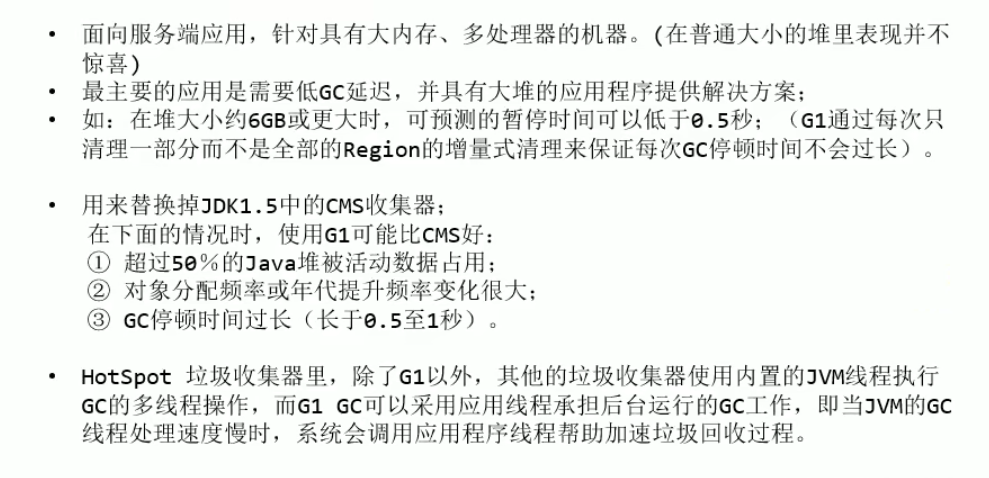 • 面向服务端应用，针对具有大内存、多处理器的机器。(在普通大小的堆里表现并不
惊喜)
• 最主要的应用是需要低GC延迟，并具有大堆的应用程序提供解决方案；
• 如：在堆大小约6GB或更大时，可预测的暂停时间可以低于0.5秒；（G1通过每次只
清理一部分而不是全部的Region的增量式清理来保证每次GC停顿时间不会过长）。
• 用来替换掉JDK1.5中的CMS收集器；
在下面的情况时，使用G1可能比CMS好：
① 超过50％的Java堆被活动数据占用；
② 对象分配频率或年代提升频率变化很大；
③ GC停顿时间过长（长于0.5至1秒）。
• HotSpot 垃圾收集器里，除了G1以外，其他的垃圾收集器使用内置的JVM线程执行
GC的多线程操作，而G1 GC可以采用应用线程承担后台运行的GC工作，即当JVM的GC
线程处理速度慢时，系统会调用应用程序线程帮助加速垃圾回收过程。